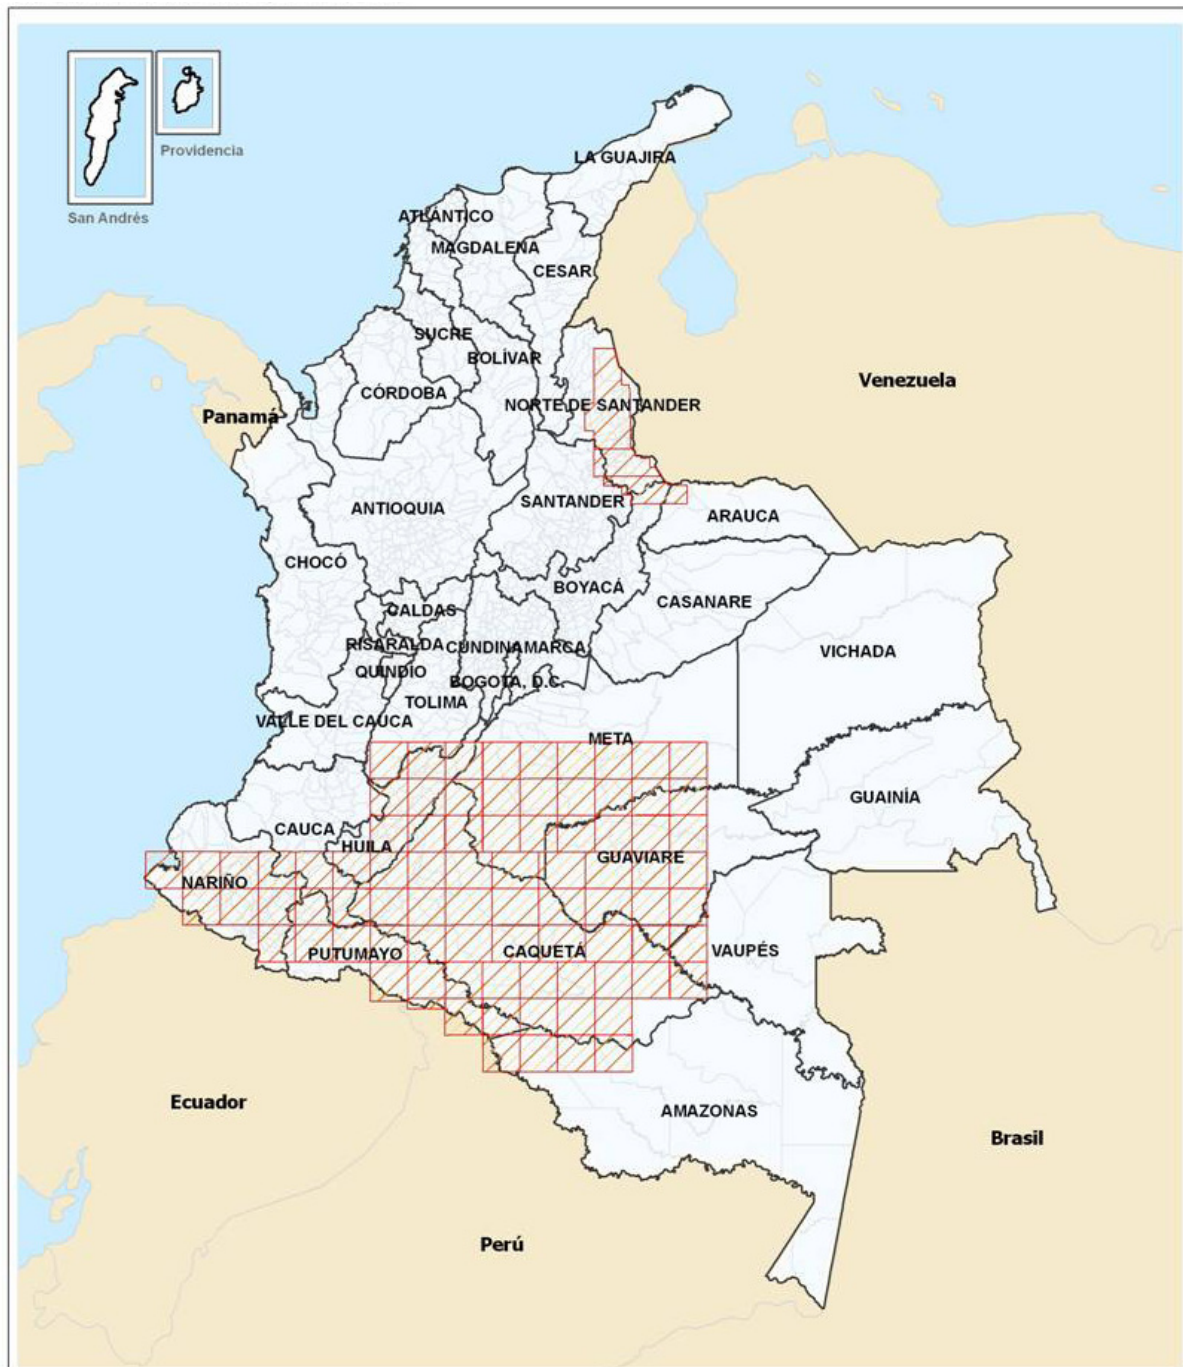 Providencia
San Andrés
LA GUAJIRA
ATLÁNTICO
MAGDALENA
CESAR
SUCRE
BOLÍVAR
Venezuela
CÓRDOBA
NORTE DE SANTANDER
Panamá
SANTANDER
ANTIOQUIA
ARAUCA
CHOCÓ
BOYACÁ
CASANARE
CALDAS
RISARALDA
CUNDINAMARCA
VICHADA
QUINDÍO
BOGOTÁ, D.C.
TOLIMA
VALLE DEL CAUCA
META
GUAINÍA
CAUCA
HUILA
GUAVIARE
NARIÑO
PUTUMAYO
CAQUETÁ
VAUPÉS
Ecuador
AMAZONAS
Brasil
Perú